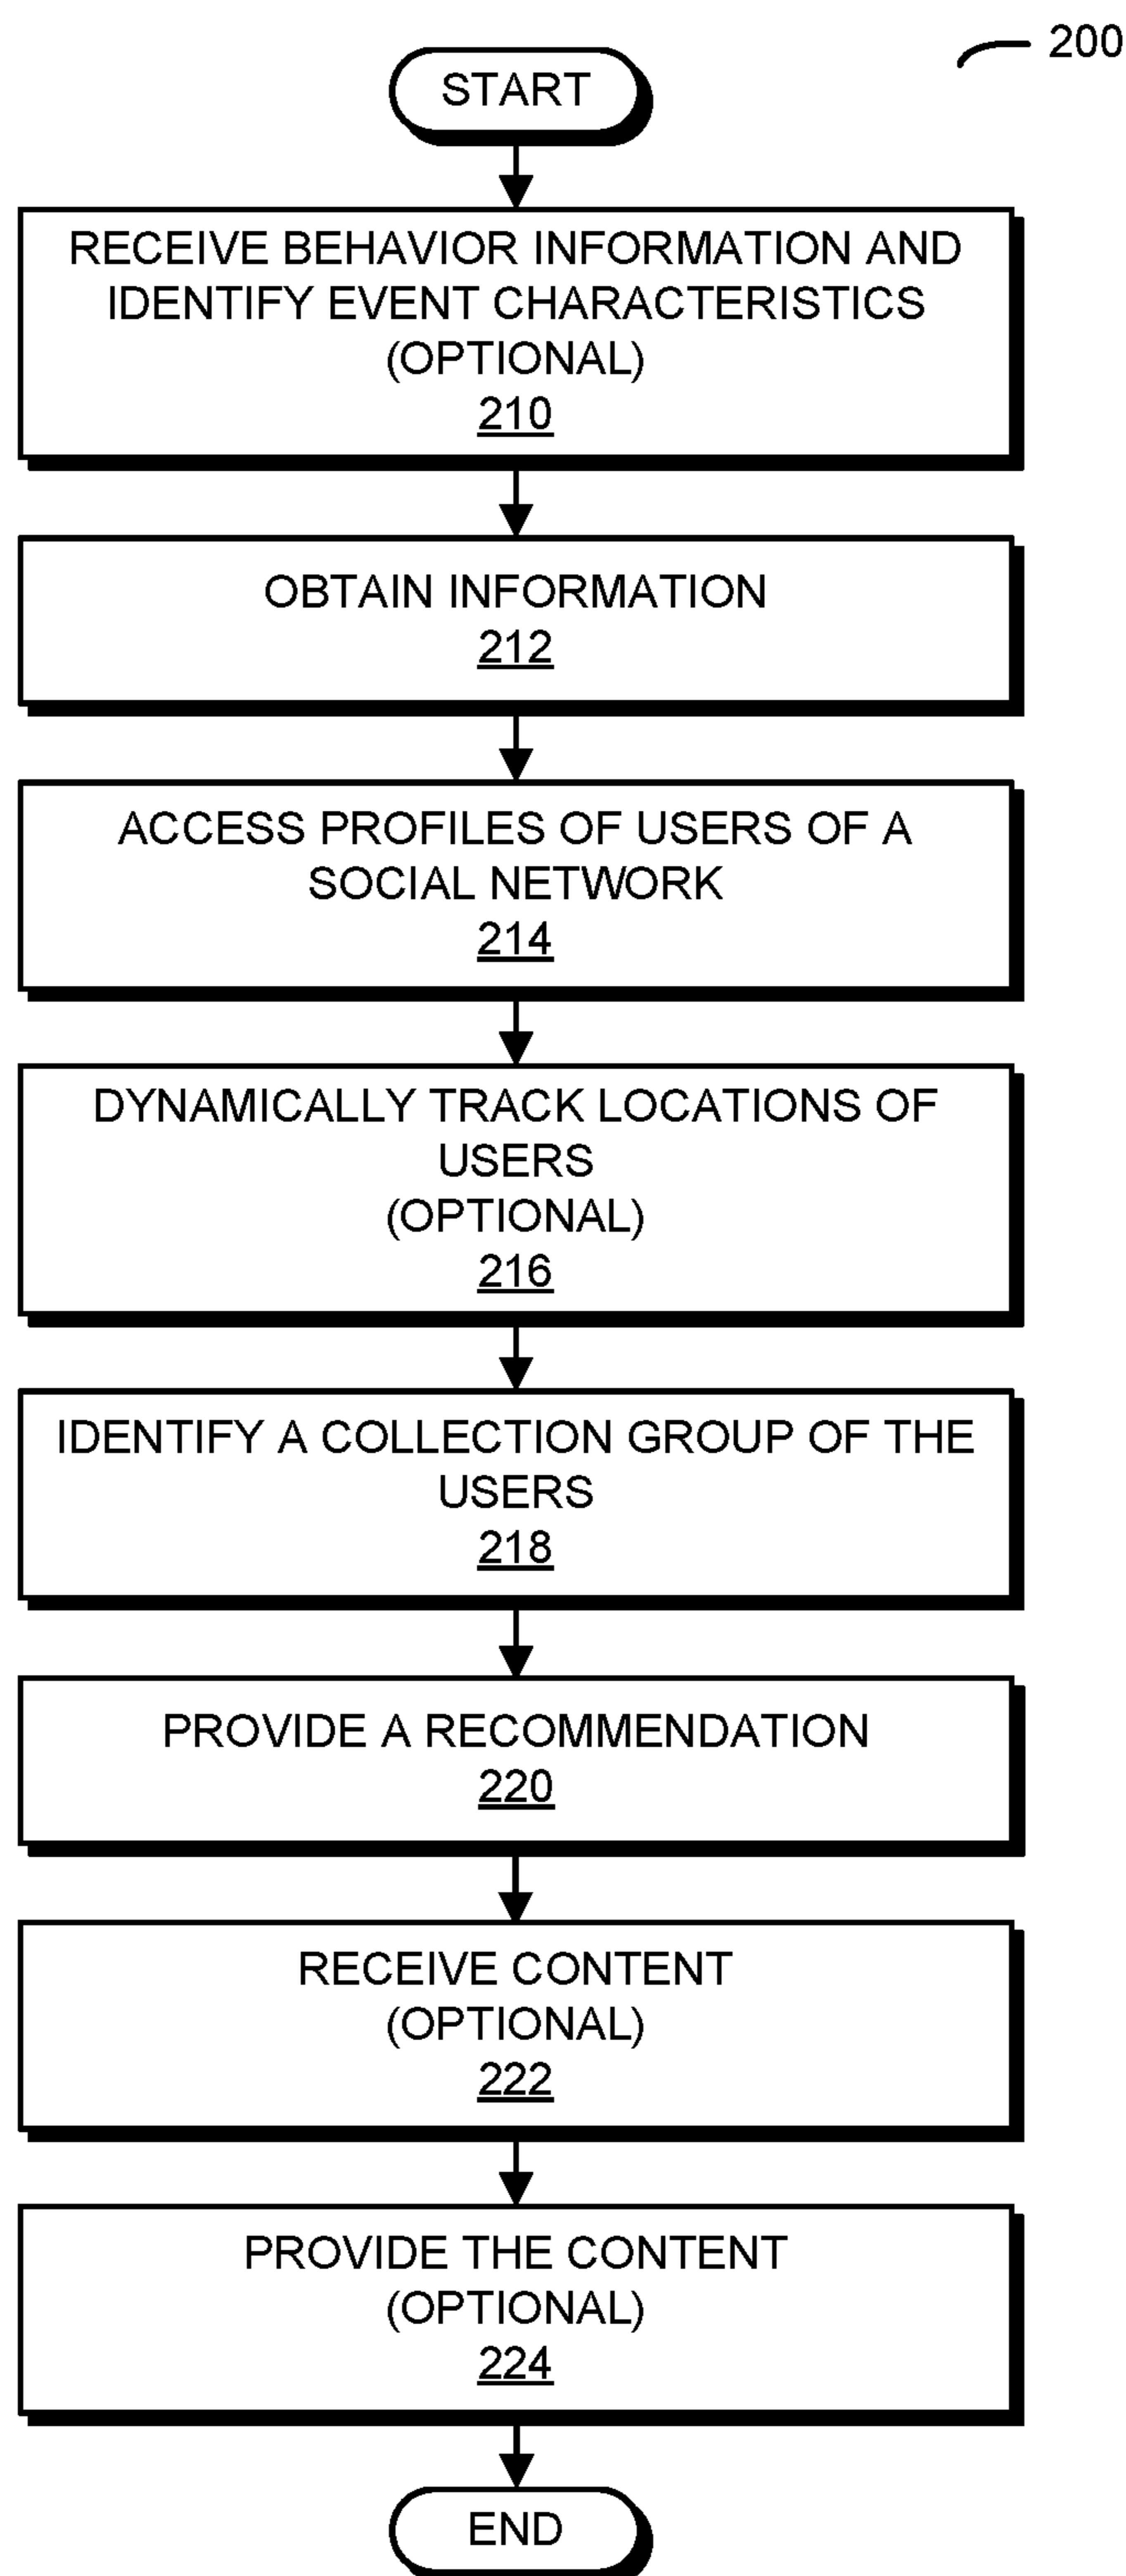 200
START
RECEIVE BEHAVIOR INFORMATION AND
IDENTIFY EVENT CHARACTERISTICS
(OPTIONAL)
210
OBTAIN INFORMATION
212
ACCESS PROFILES OF USERS OF A
SOCIAL NETWORK
214
DYNAMICALLY TRACK LOCATIONS OF
USERS
(OPTIONAL)
216
IDENTIFY A COLLECTION GROUP OF THE
USERS
218
PROVIDE A RECOMMENDATION
220
RECEIVE CONTENT
(OPTIONAL)
222
PROVIDE THE CONTENT
(OPTIONAL)
224
END